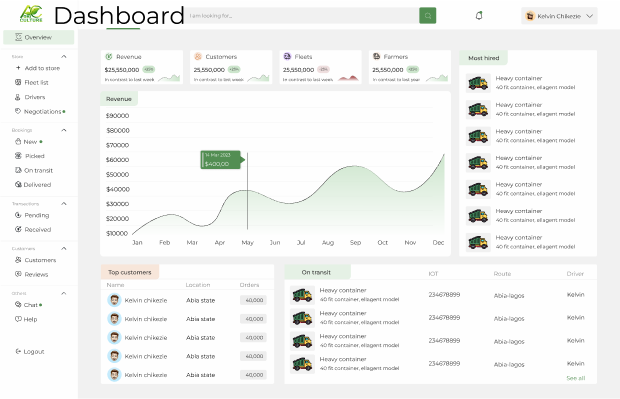 CULTURE
Dashboard
I am looking for...
Kelvin Chikezie
Overview
Store
Add to store
Fleet list
Drivers
Negotiations
Bookings
New
Picked
On transit
Delivered
Transactions
Pending
Received
Customers
Customers
Reviews
Others
Chat
Help
Logout
Revenue
$25,550,000
In contrast to last week
Customers
25,550,000
In contrast to last week
Fleets
$25,550,000
In contrast to last week
Farmers
25,550,000
In contrast to last year
Revenue
$90000
$80000
$70000
$60000
$50000
$40000
$30000
$20000
$10000
14 Mar 2023
$400,00
Jan Feb Mar Apr May Jun Jul Aug Sep Oct Nov Dec
Most hired
Heavy container
40 fit container, ellagent model
Heavy container
40 fit container, ellagent model
Heavy container
40 fit container, ellagent model
Heavy container
40 fit container, ellagent model
Heavy container
40 fit container, ellagent model
Heavy container
40 fit container, ellagent model
Heavy container
40 fit container, ellagent model
Top customers
Name Location Orders
Kelvin chikezie Abia state 40,000
Kelvin chikezie Abia state 40,000
Kelvin chikezie Abia state 40,000
Kelvin chikezie Abia state 40,000
Kelvin chikezie Abia state 40,000
On transit
IOT Route Driver
Heavy container
40 fit container, ellagent model
234678899 Abia-lagos Kelvin
Heavy container
40 fit container, ellagent model
234678899 Abia-lagos Kelvin
Heavy container
40 fit container, ellagent model
234678899 Abia-lagos Kelvin
Heavy container
40 fit container, ellagent model
234678899 Abia-lagos Kelvin
See all